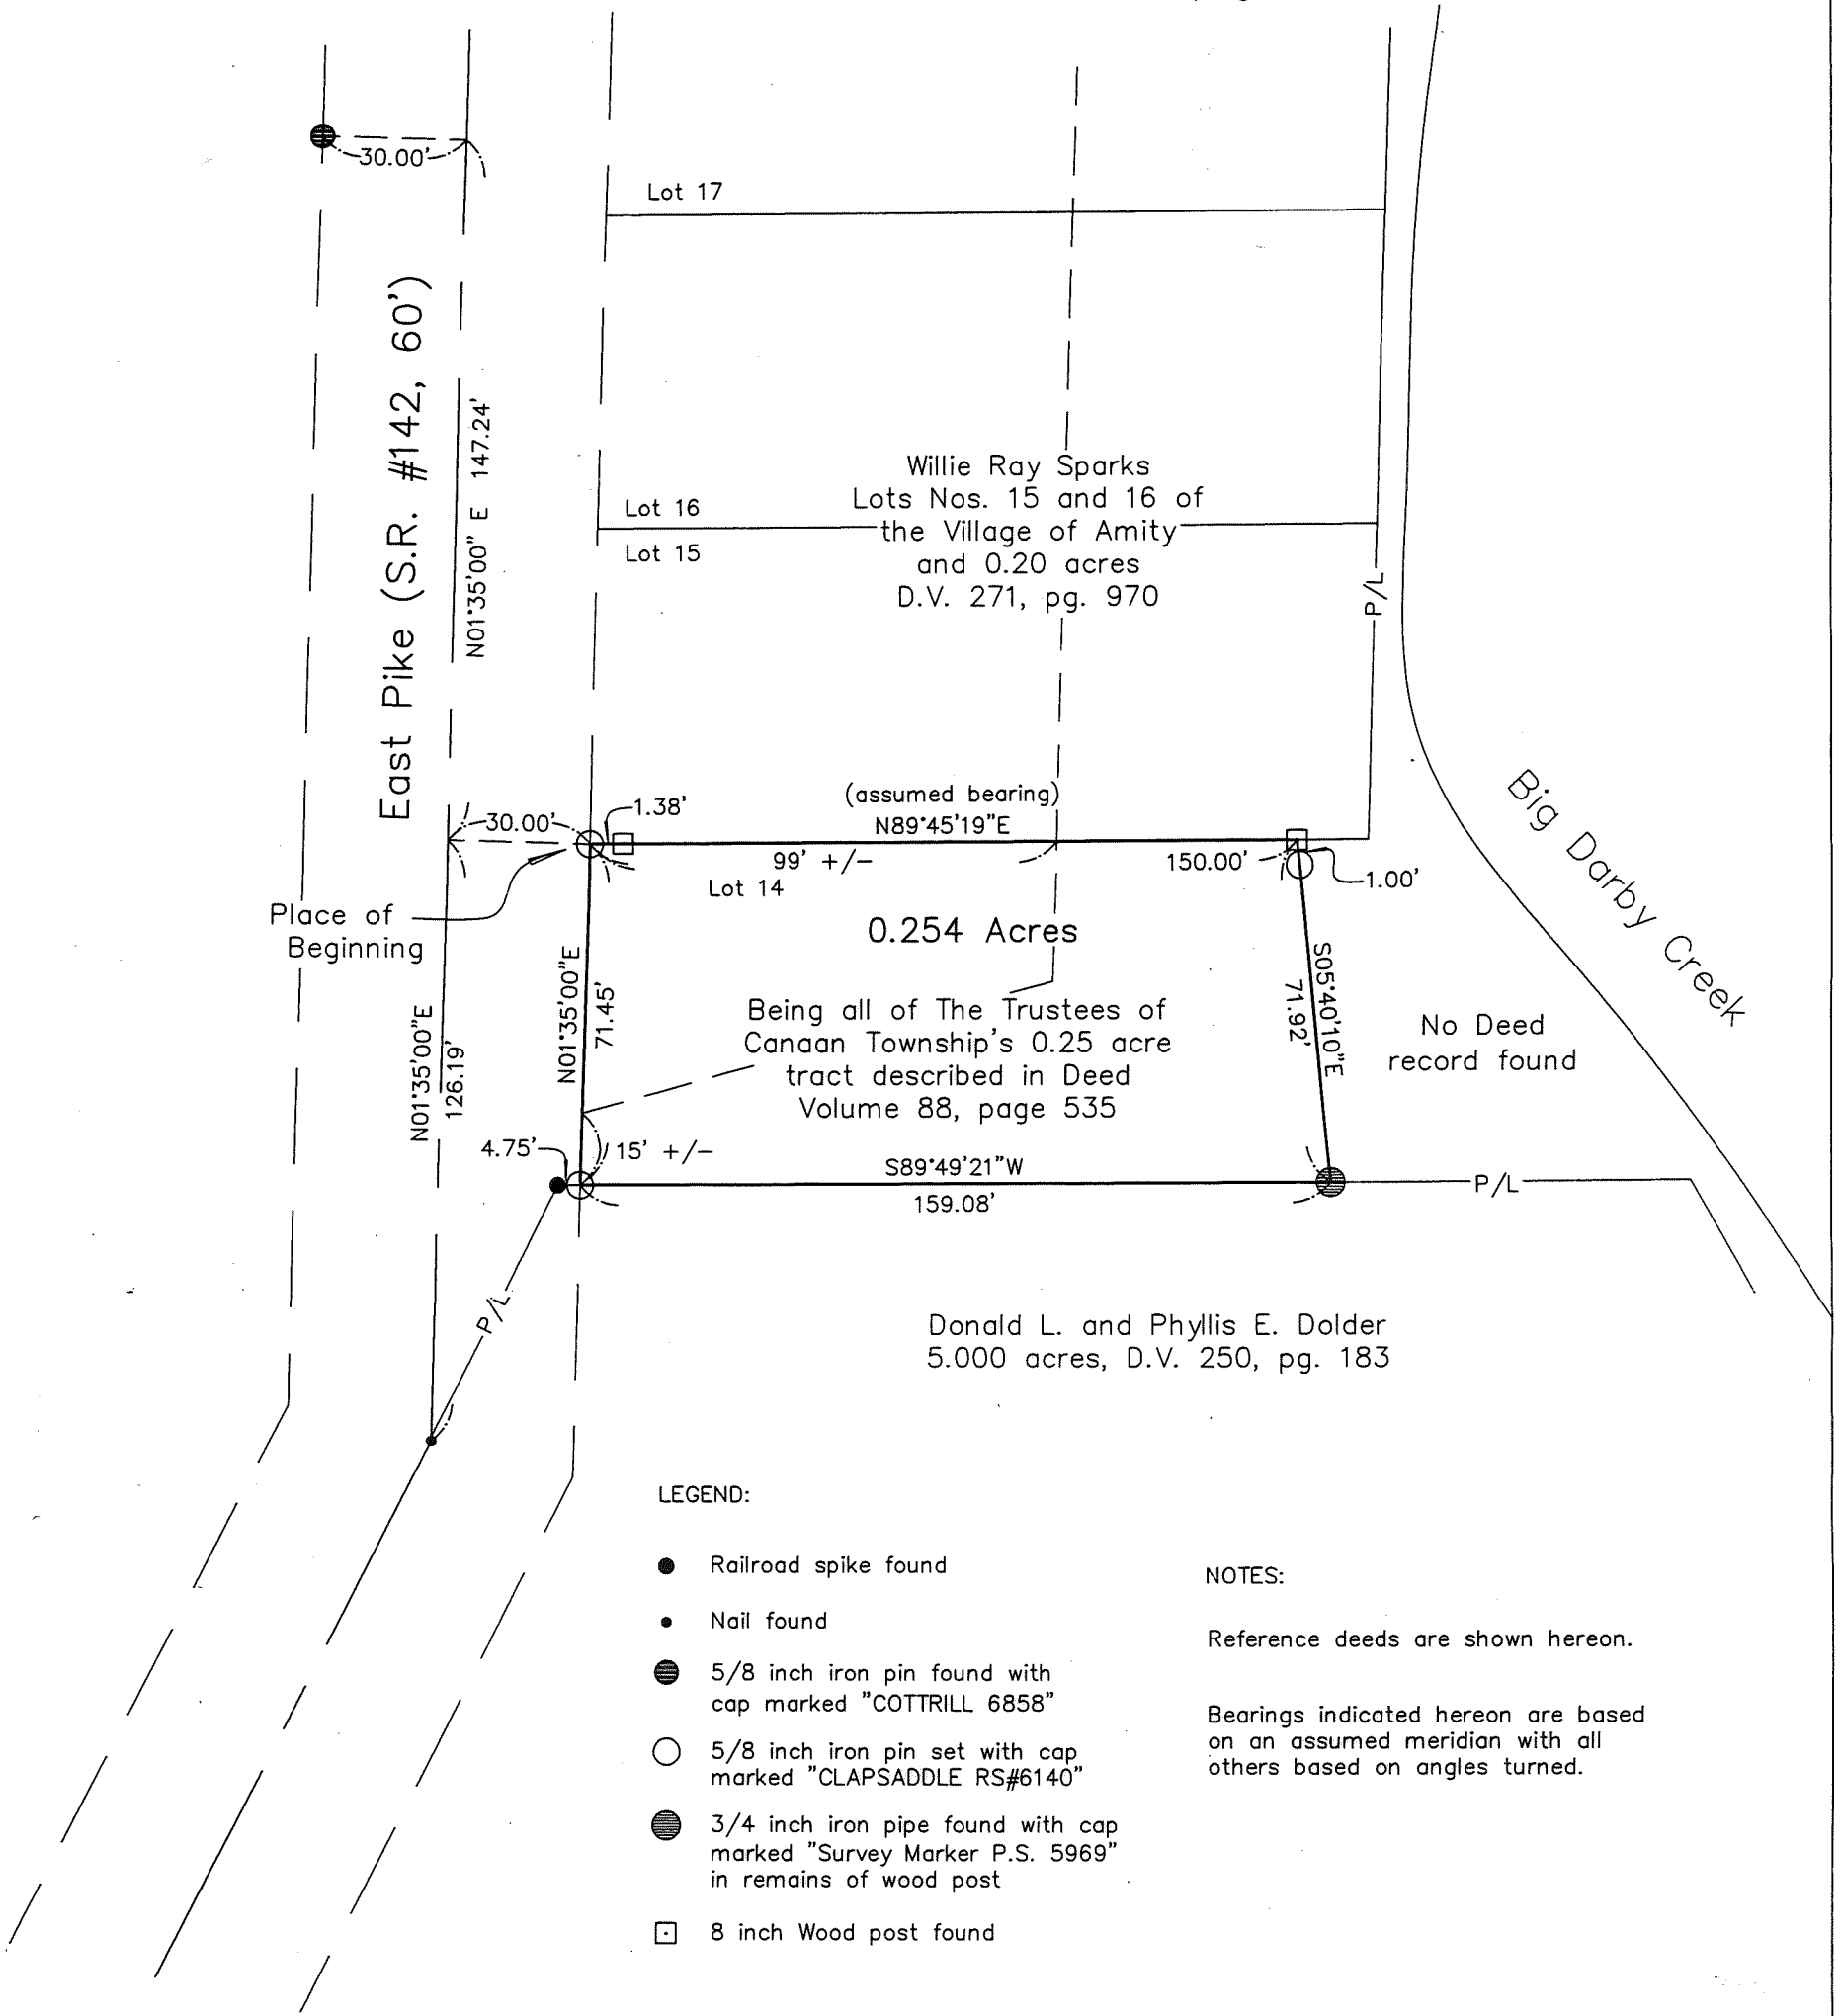 30.00'
Lot 17
East Pike (S.R. #142, 60')
N01°35'00" E 147.24'
Willie Ray Sparks
Lots Nos. 15 and 16 of
the Village of Amity
and 0.20 acres
D.V. 271, pg. 970
Lot 16
Lot 15
P/L
Big Darby Creek
(assumed bearing)
N89°45'19"E
1.38'
30.00'
99' +/-
150.00'
1.00'
Lot 14
Place of
Beginning
0.254 Acres
N01°35'00"E
71.45'
S05°40'10"E
71.92'
N01°35'00"E
126.19'
Being all of The Trustees of
Canaan Township's 0.25 acre
tract described in Deed
Volume 88, page 535
No Deed
record found
4.75'
15' +/-
S89°49'21"W
159.08'
P/L
P/L
Donald L. and Phyllis E. Dolder
5.000 acres, D.V. 250, pg. 183
LEGEND:
Railroad spike found
Nail found
5/8 inch iron pin found with
cap marked "COTTRILL 6858"
5/8 inch iron pin set with cap
marked "CLAPSADDLE RS#6140"
3/4 inch iron pipe found with cap
marked "Survey Marker P.S. 5969"
in remains of wood post
8 inch Wood post found
NOTES:
Reference deeds are shown hereon.
Bearings indicated hereon are based
on an assumed meridian with all
others based on angles turned.